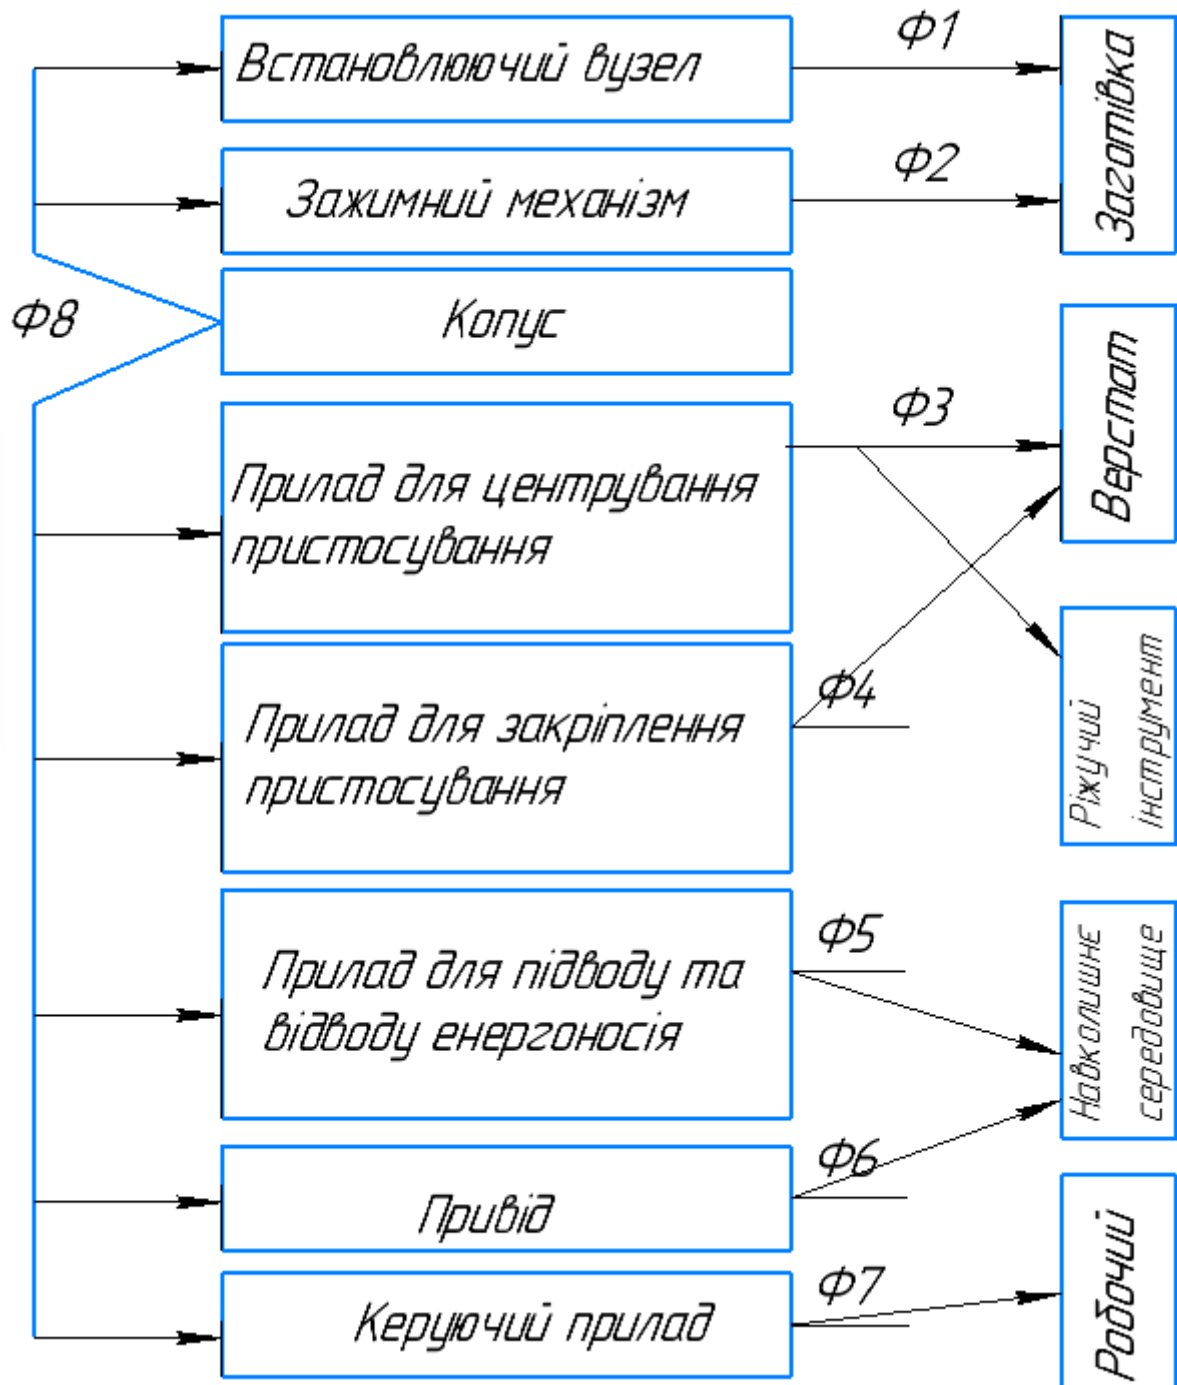 Встановлюючий вузел
Ф1
Заготівка
Зажимний механізм
Ф2
Ф8
Копус
Верстат
Прилад для центрування
пристосування
Ф3
Ріжучий
інструмент
Прилад для закріплення
пристосування
Ф4
Прилад для підводу та
відводу енергоносія
Ф5
Навколишнє
середовище
Привід
Ф6
Керуючий прилад
Ф7
Робочий